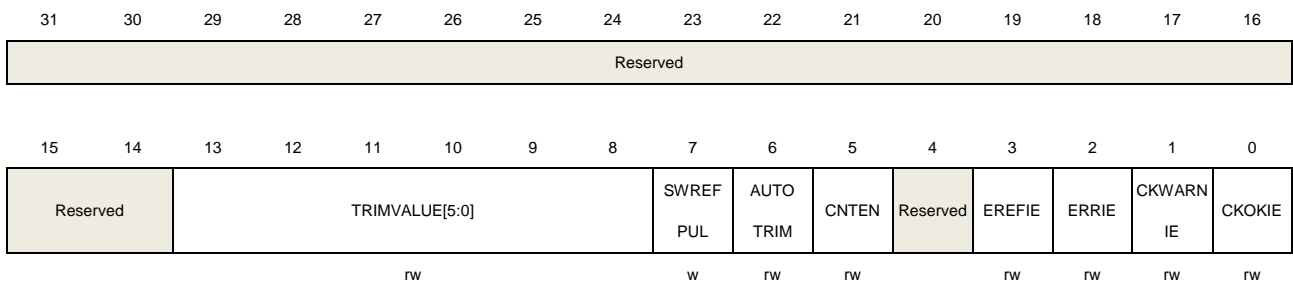 31 30 29 28 27 26 25 24 23 22 21 20 19 18 17 16
Reserved
15 14 13 12 11 10 9 8 7 6 5 4 3 2 1 0
Reserved TRIMVALUE[5:0] SWREF PUL AUTO TRIM CNTEN Reserved EREFIE ERRIE CKWARN IE CKOKIE
rw w rw rw rw rw rw rw